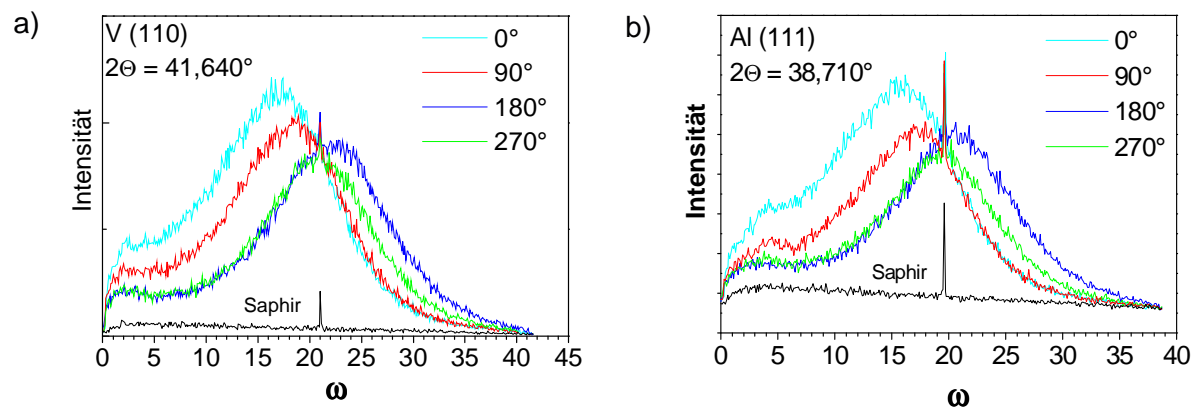 a)
V (110)
2Θ = 41,640°
0°
90°
180°
270°
Saphir
Intensität
0 5 10 15 20 25 30 35 40 45
ω
b)
Al (111)
2Θ = 38,710°
0°
90°
180°
270°
Saphir
Intensität
0 5 10 15 20 25 30 35 40
ω